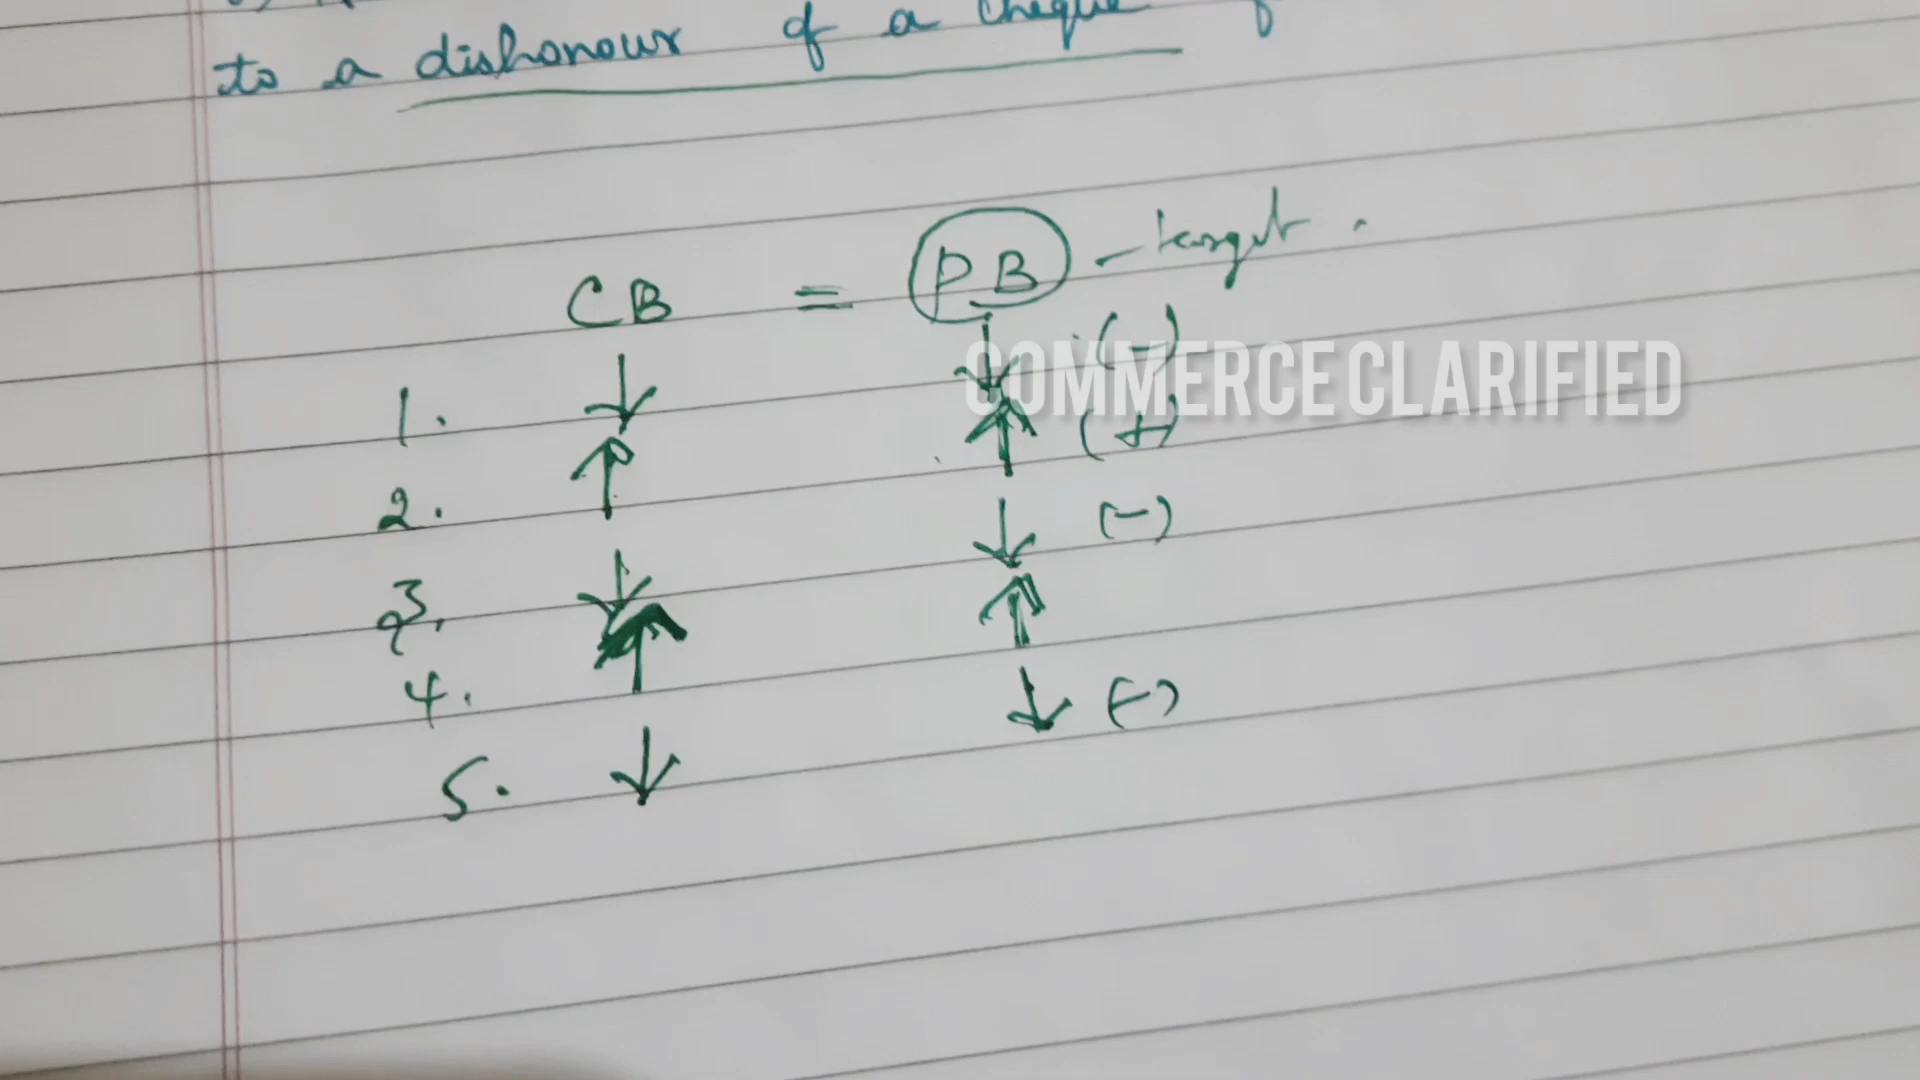 to a dishonour of a cheque
CB = PB - target.
COMMERCE CLARIFIED
1. ↓ ↓ (-)
2. ↑ ↑ (+)
3. ↓ ↓ (-)
4. ↑ ↑
5. ↓ ↓ (-)